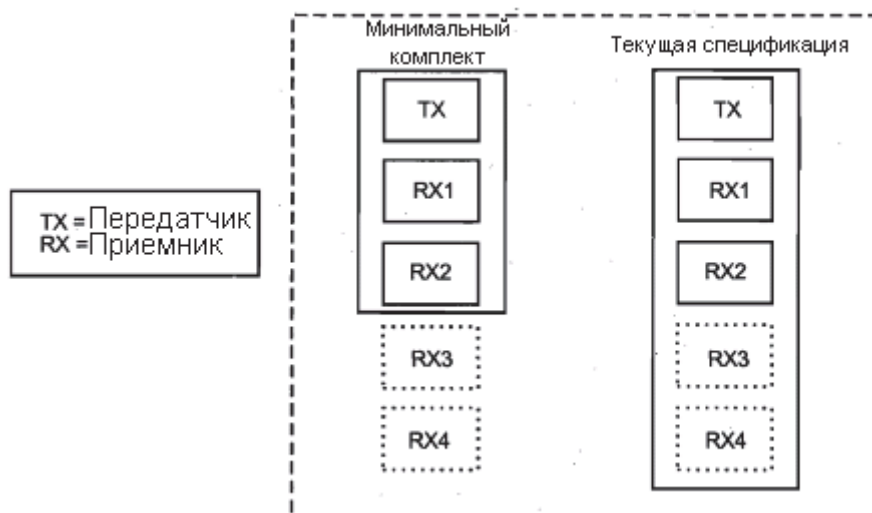 Минимальный
комплект
TX
RX1
RX2
RX3
RX4
Текущая спецификация
TX
RX1
RX2
RX3
RX4
TX =Передатчик
RX =Приемник